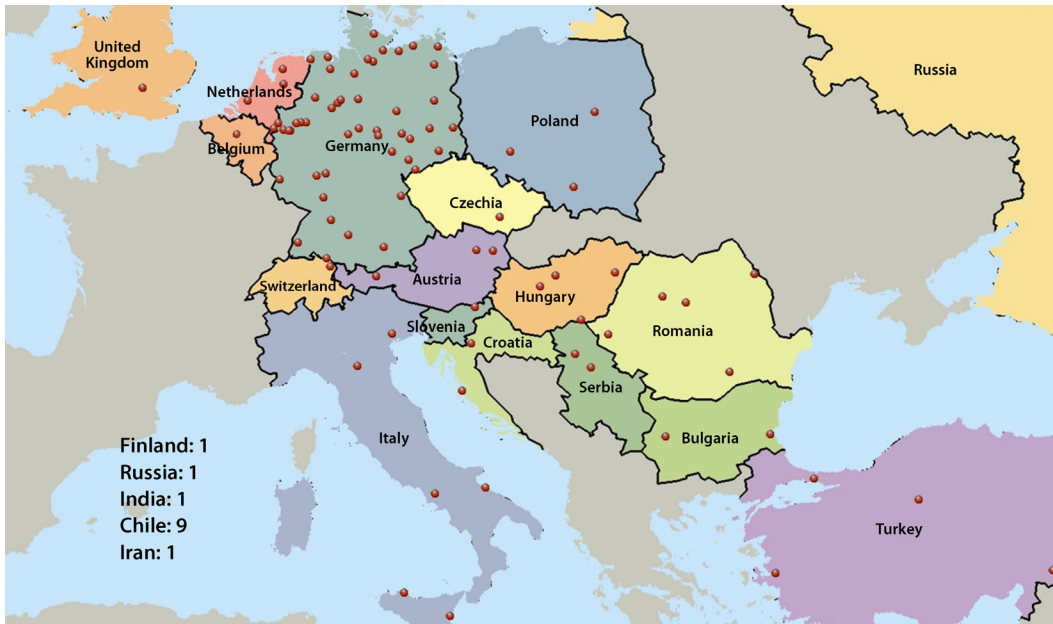 United
Kingdom
Russia
Netherlands
Poland
Belgium
Germany
Czechia
Austria
Switzerland
Hungary
Slovenia
Romania
Croatia
Serbia
Italy
Bulgaria
Finland: 1
Russia: 1
India: 1
Chile: 9
Iran: 1
Turkey